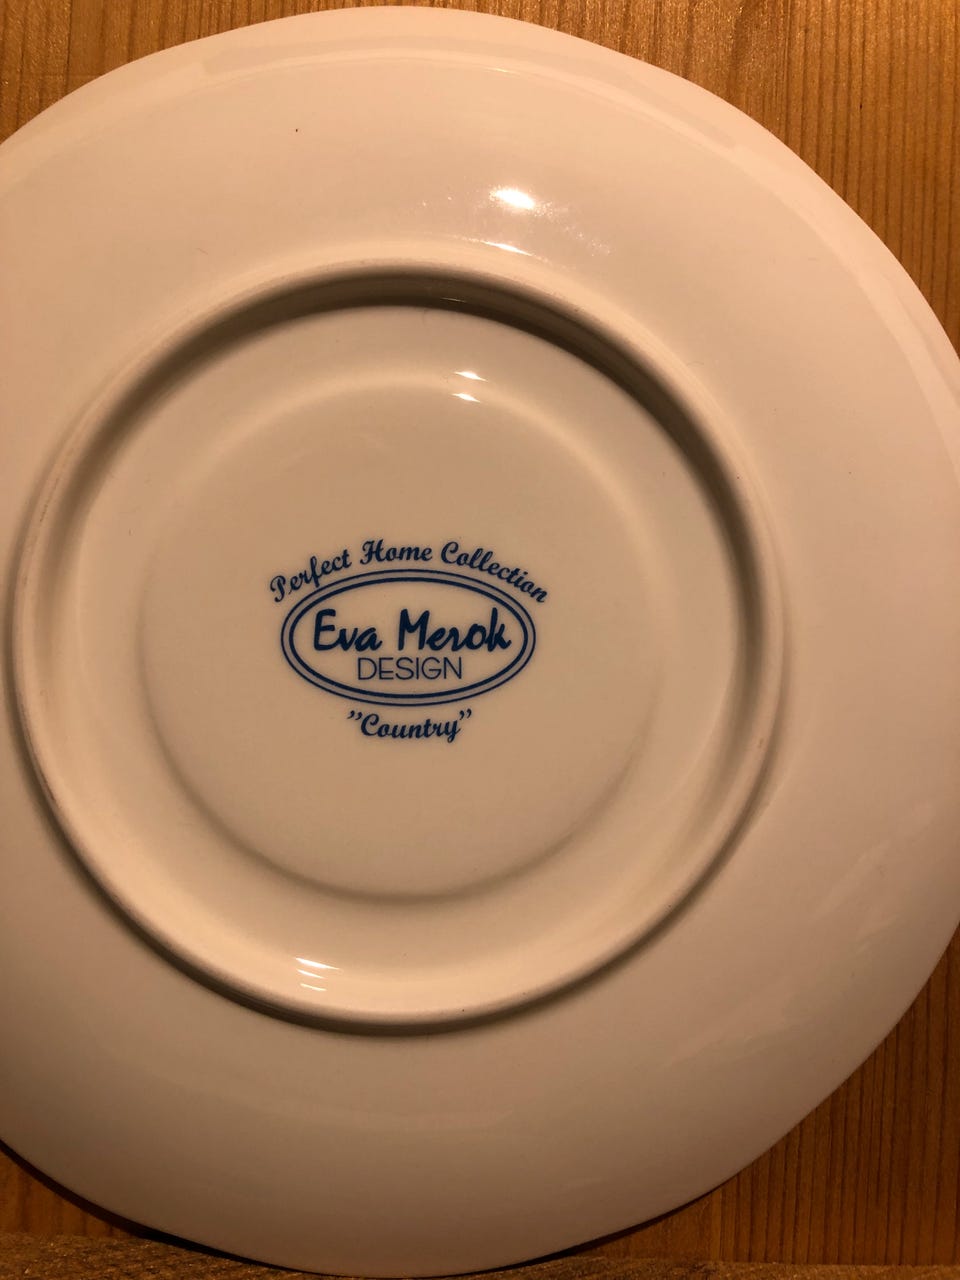 Perfect Home Collection
Eva Merok
DESIGN
”Country”